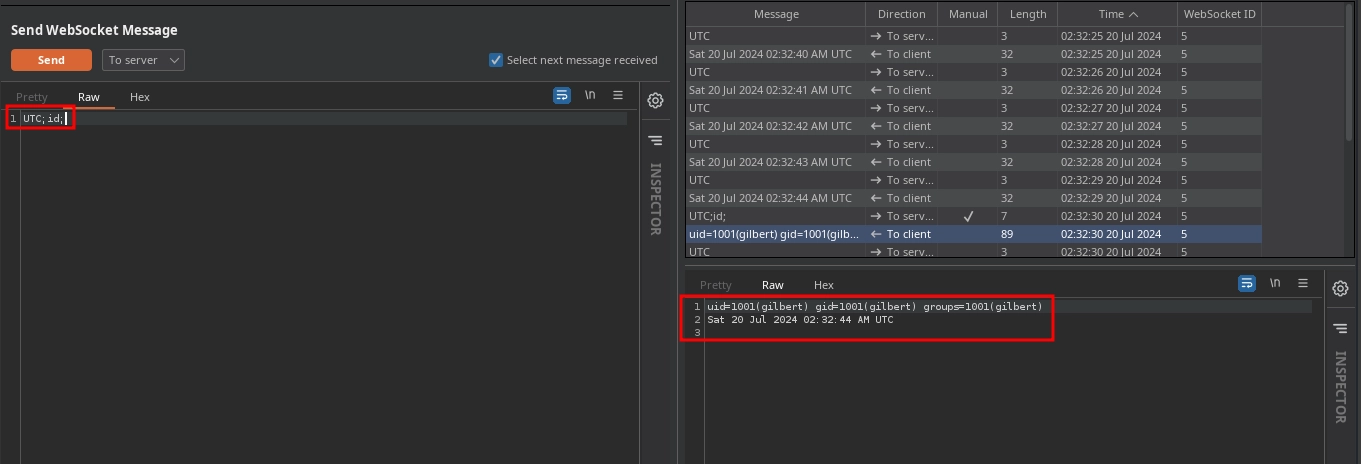 Send WebSocket Message
Send To server Select next message received
Pretty Raw Hex \n
1 UTC;id;
INSPECTOR
Message Direction Manual Length Time WebSocket ID
UTC → To serv... 3 02:32:25 20 Jul 2024 5
Sat 20 Jul 2024 02:32:40 AM UTC ← To client 32 02:32:25 20 Jul 2024 5
UTC → To serv... 3 02:32:26 20 Jul 2024 5
Sat 20 Jul 2024 02:32:41 AM UTC ← To client 32 02:32:26 20 Jul 2024 5
UTC → To serv... 3 02:32:27 20 Jul 2024 5
Sat 20 Jul 2024 02:32:42 AM UTC ← To client 32 02:32:27 20 Jul 2024 5
UTC → To serv... 3 02:32:28 20 Jul 2024 5
Sat 20 Jul 2024 02:32:43 AM UTC ← To client 32 02:32:28 20 Jul 2024 5
UTC → To serv... 3 02:32:29 20 Jul 2024 5
Sat 20 Jul 2024 02:32:44 AM UTC ← To client 32 02:32:29 20 Jul 2024 5
UTC;id; → To serv... ✓ 7 02:32:30 20 Jul 2024 5
uid=1001(gilbert) gid=1001(gilb... ← To client 89 02:32:30 20 Jul 2024 5
UTC → To serv... 3 02:32:30 20 Jul 2024 5
Pretty Raw Hex \n
1 uid=1001(gilbert) gid=1001(gilbert) groups=1001(gilbert)
2 Sat 20 Jul 2024 02:32:44 AM UTC
3
INSPECTOR